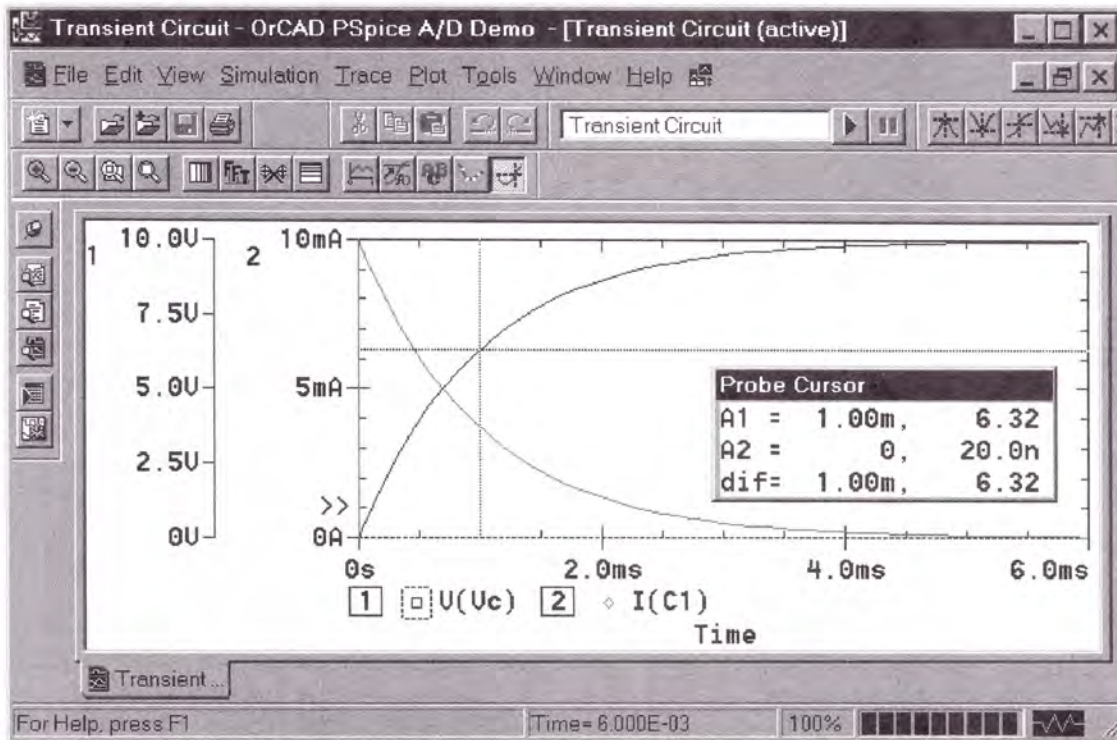 Transient Circuit - OrCAD PSpice A/D Demo - [Transient Circuit (active)]
File Edit View Simulation Trace Plot Tools Window Help
Transient Circuit
FFT
1
10.0V
7.5V
5.0V
2.5V
0V
2
10mA
5mA
>>
0A
Probe Cursor
A1 = 1.00m, 6.32
A2 = 0, 20.0n
dif= 1.00m, 6.32
0s 2.0ms 4.0ms 6.0ms
1 V(Vc) 2 I(C1)
Time
Transient ...
For Help, press F1 Time= 6.000E-03 100%